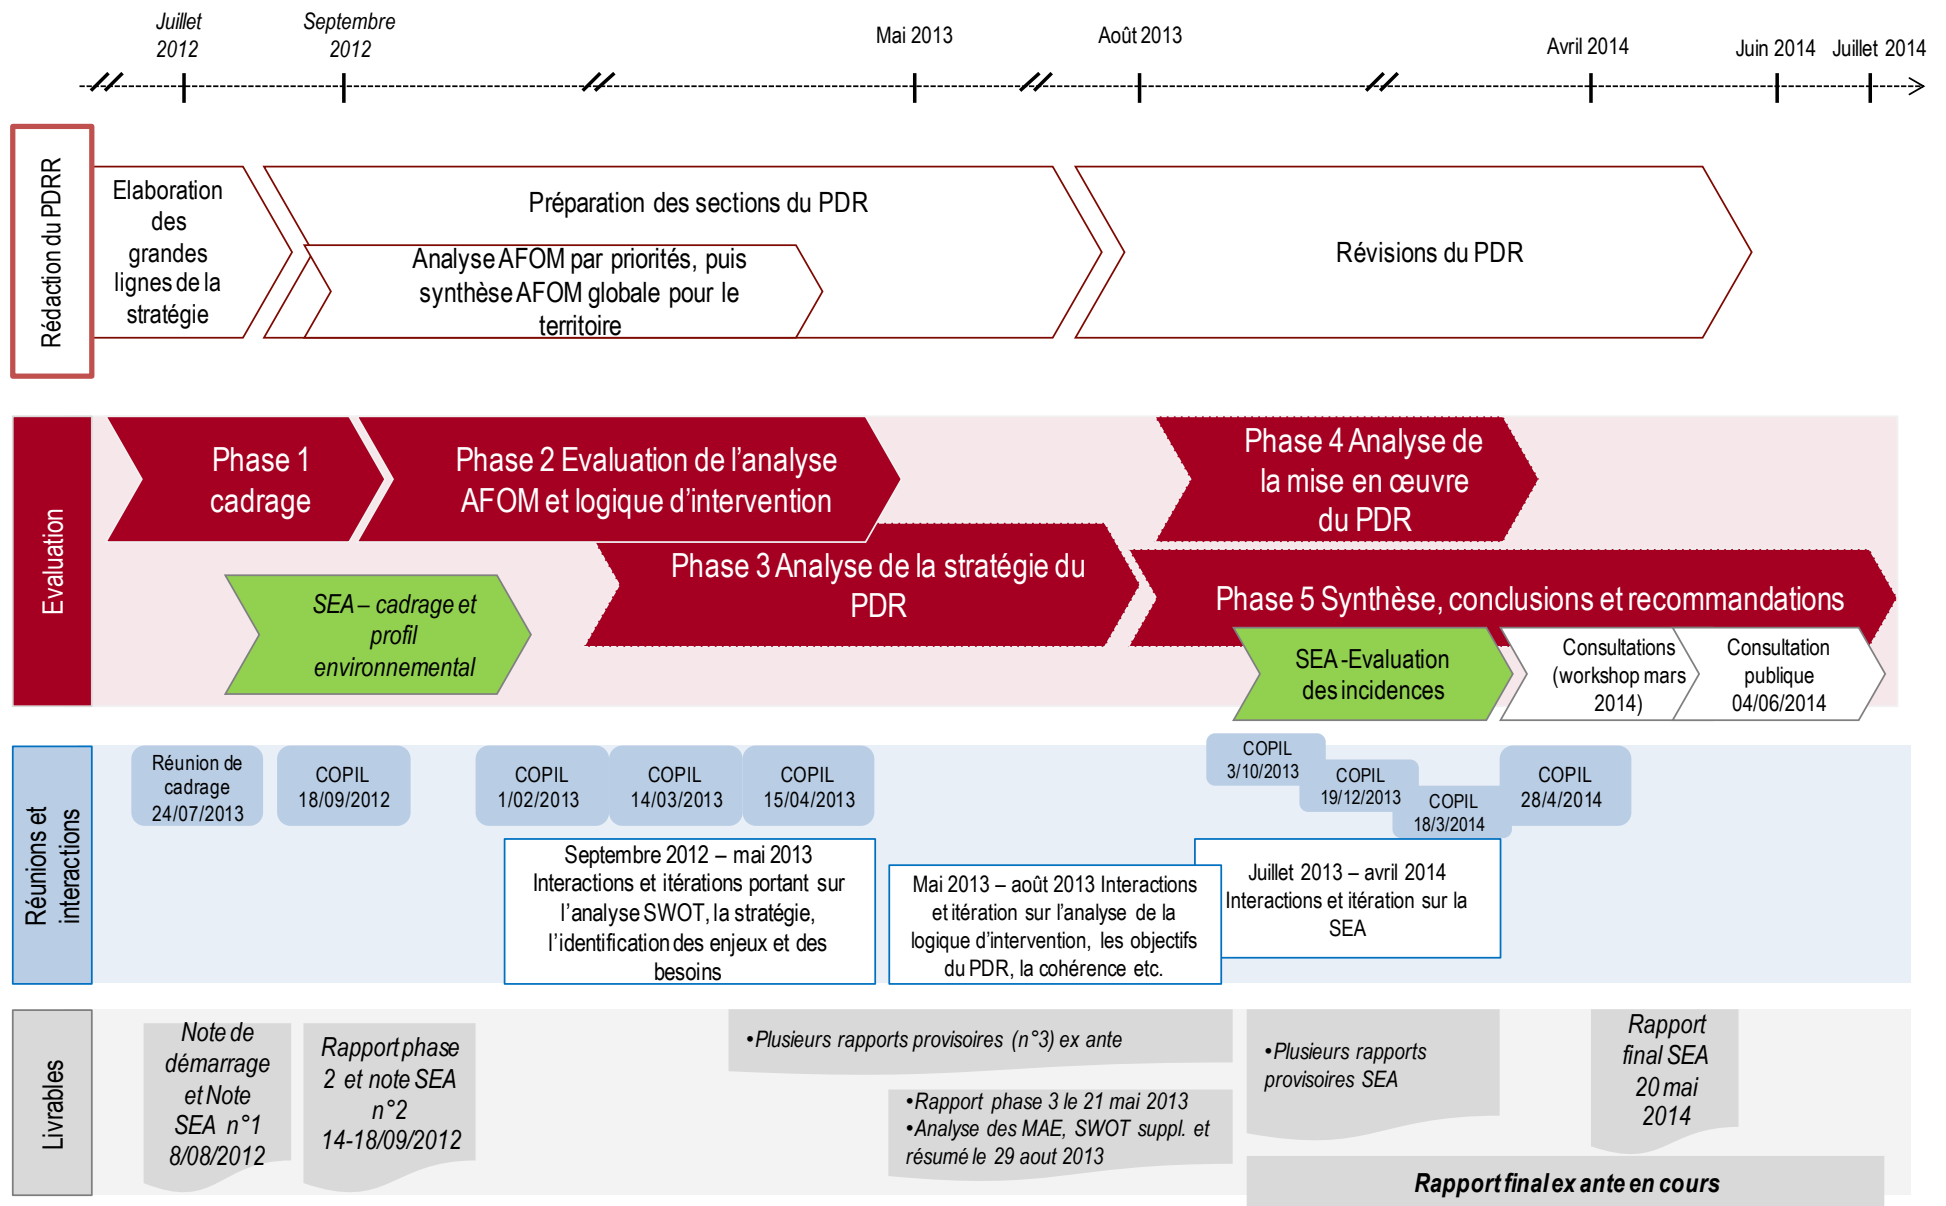 Juillet
2012
Septembre
2012
Mai 2013
Août 2013
Avril 2014
Juin 2014
Juillet 2014
Rédaction du PDRR
Elaboration
des
grandes
lignes de la
stratégie
Préparation des sections du PDR
Analyse AFOM par priorités, puis
synthèse AFOM globale pour le
territoire
Révisions du PDR
Evaluation
Phase 1
cadrage
Phase 2 Evaluation de l'analyse
AFOM et logique d'intervention
Phase 3 Analyse de la stratégie du
PDR
Phase 4 Analyse de
la mise en œuvre
du PDR
Phase 5 Synthèse, conclusions et recommandations
SEA – cadrage et
profil
environnemental
SEA -Evaluation
des incidences
Consultations
(workshop mars
2014)
Consultation
publique
04/06/2014
Réunions et
interactions
Réunion de
cadrage
24/07/2013
COPIL
18/09/2012
COPIL
1/02/2013
COPIL
14/03/2013
COPIL
15/04/2013
COPIL
3/10/2013
COPIL
19/12/2013
COPIL
18/3/2014
COPIL
28/4/2014
Septembre 2012 – mai 2013
Interactions et itérations portant sur
l'analyse SWOT, la stratégie,
l'identification des enjeux et des
besoins
Mai 2013 – août 2013 Interactions
et itération sur l'analyse de la
logique d'intervention, les objectifs
du PDR, la cohérence etc.
Juillet 2013 – avril 2014
Interactions et itération sur la
SEA
Livrables
Note de
démarrage
et Note
SEA n°1
8/08/2012
Rapport phase
2 et note SEA
n°2
14-18/09/2012
•Plusieurs rapports provisoires (n°3) ex ante
•Rapport phase 3 le 21 mai 2013
•Analyse des MAE, SWOT suppl. et
résumé le 29 aout 2013
•Plusieurs rapports
provisoires SEA
Rapport
final SEA
20 mai
2014
Rapport final ex ante en cours